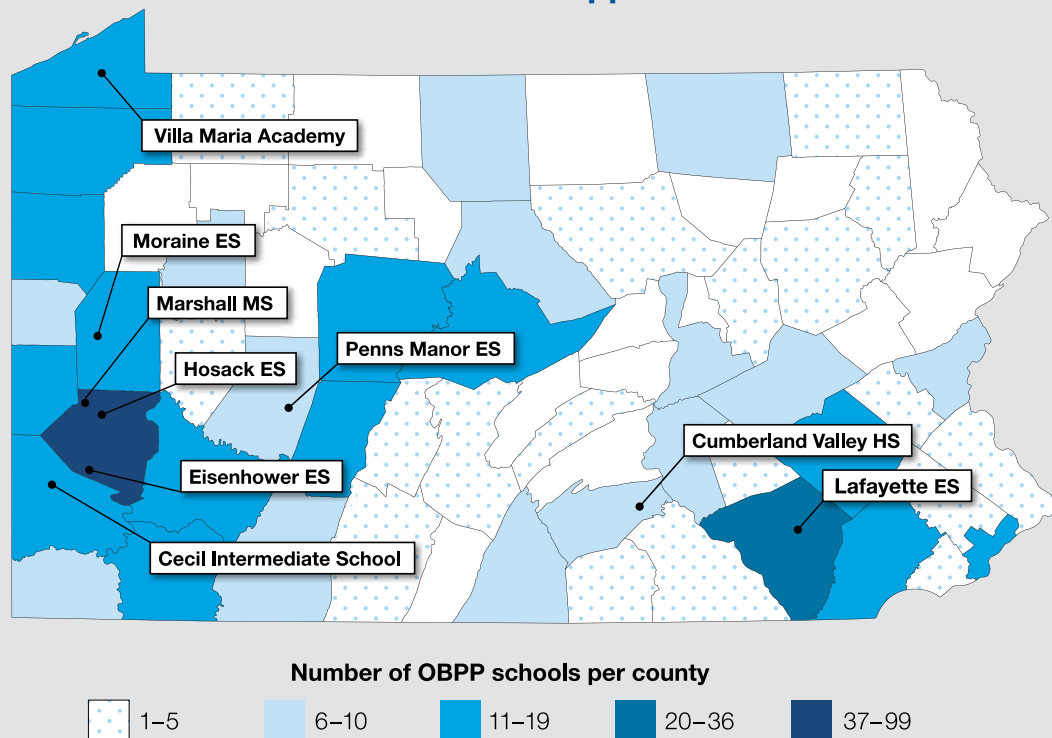 Villa Maria Academy
Moraine ES
Marshall MS
Penns Manor ES
Hosack ES
Cumberland Valley HS
Eisenhower ES
Lafayette ES
Cecil Intermediate School
Number of OBPP schools per county
1–5
6–10
11–19
20–36
37–99